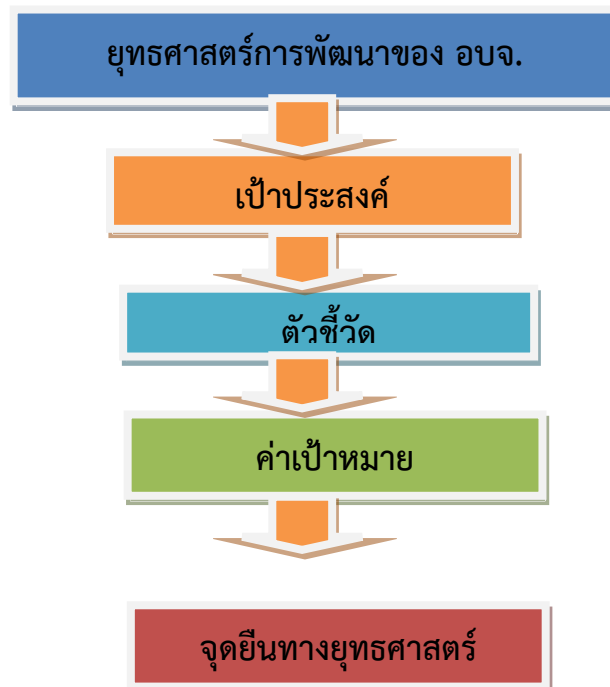 ยุทธศาสตร์การพัฒนาของ อบจ.
เป้าประสงค์
ตัวชี้วัด
ค่าเป้าหมาย
จุดยืนทางยุทธศาสตร์